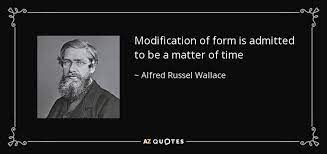 Modification of form is admitted
to be a matter of time
~ Alfred Russel Wallace
AZ QUOTES